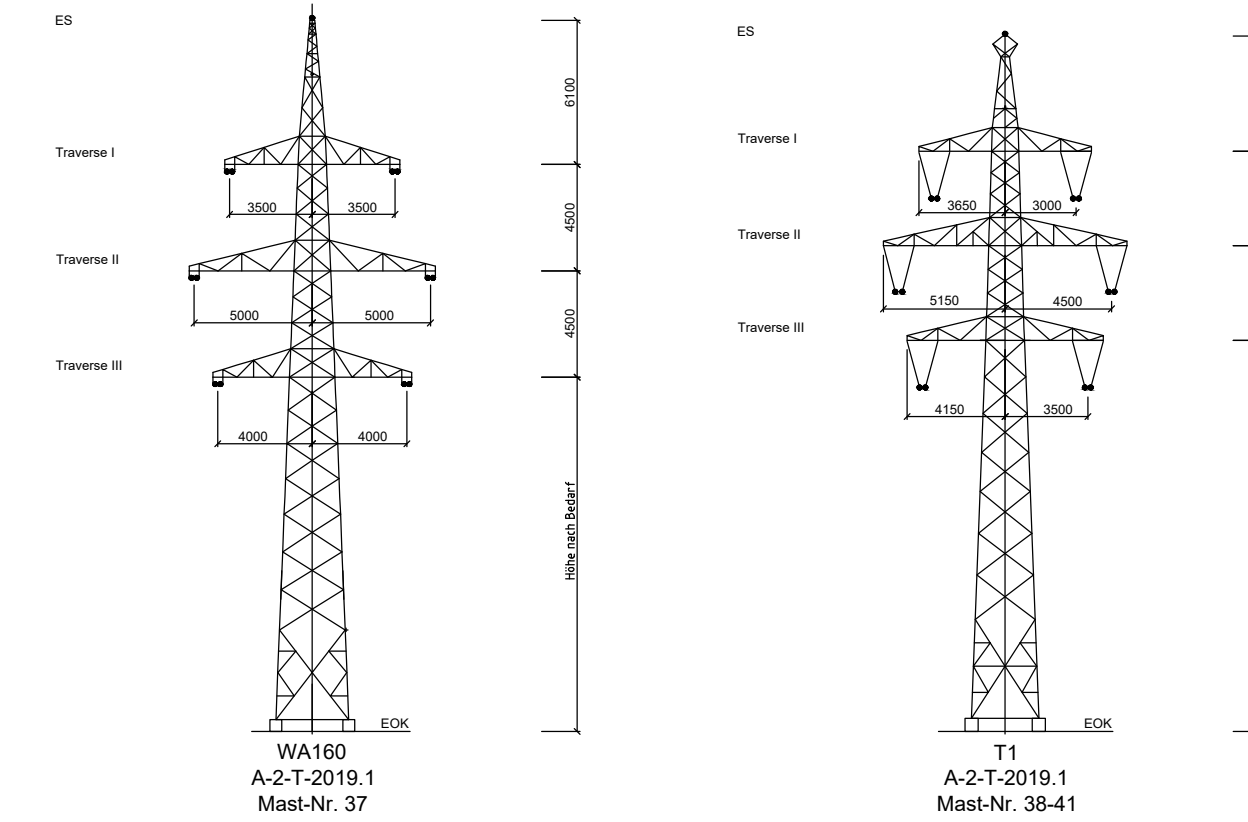 ES
6100
Traverse I
3500 3500
4500
Traverse II
5000 5000
4500
Traverse III
4000 4000
Höhe nach Bedarf
EOK
WA160
A-2-T-2019.1
Mast-Nr. 37
ES
Traverse I
3650 3000
Traverse II
5150 4500
Traverse III
4150 3500
EOK
T1
A-2-T-2019.1
Mast-Nr. 38-41